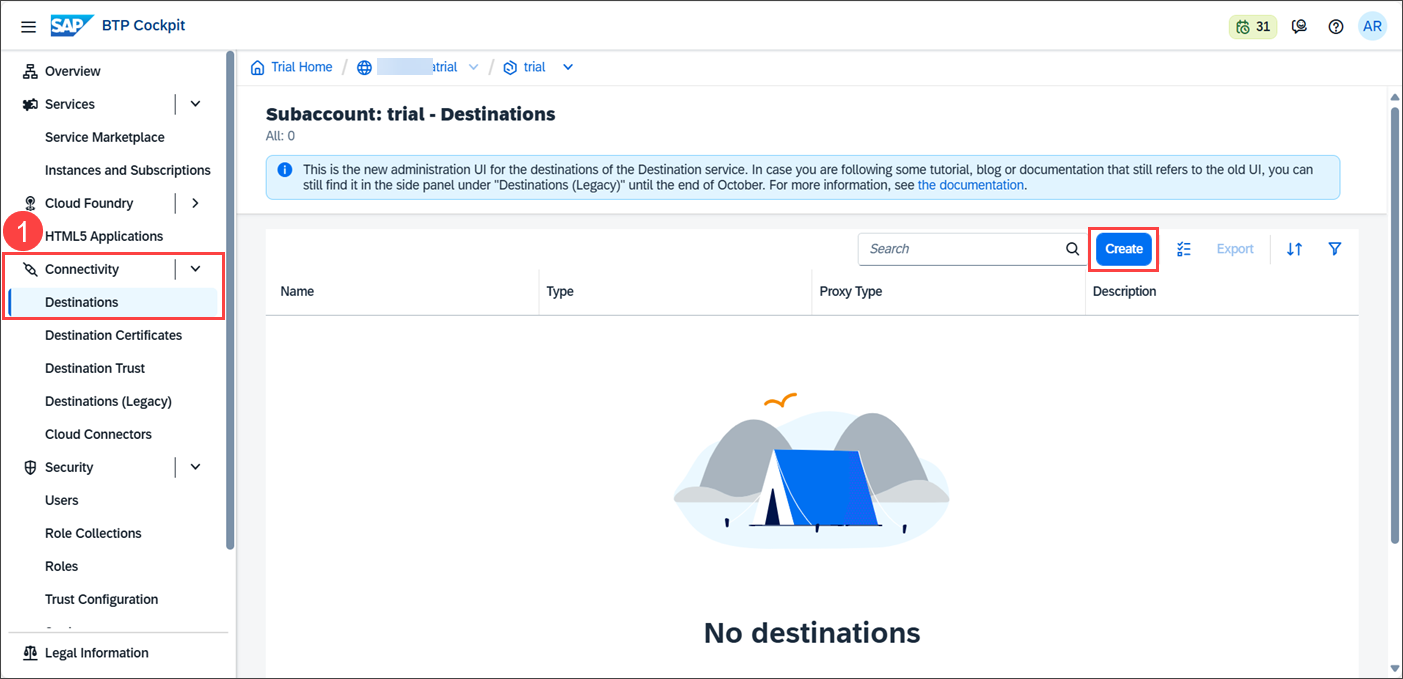 SAP BTP Cockpit
31
AR
Overview
Services
Service Marketplace
Instances and Subscriptions
Cloud Foundry
1
HTML5 Applications
Connectivity
Destinations
Destination Certificates
Destination Trust
Destinations (Legacy)
Cloud Connectors
Security
Users
Role Collections
Roles
Trust Configuration
Legal Information
Trial Home / atrial / trial
Subaccount: trial - Destinations
All: 0
This is the new administration UI for the destinations of the Destination service. In case you are following some tutorial, blog or documentation that still refers to the old UI, you can
still find it in the side panel under "Destinations (Legacy)" until the end of October. For more information, see the documentation.
Search
Create
Export
Name Type Proxy Type Description
No destinations